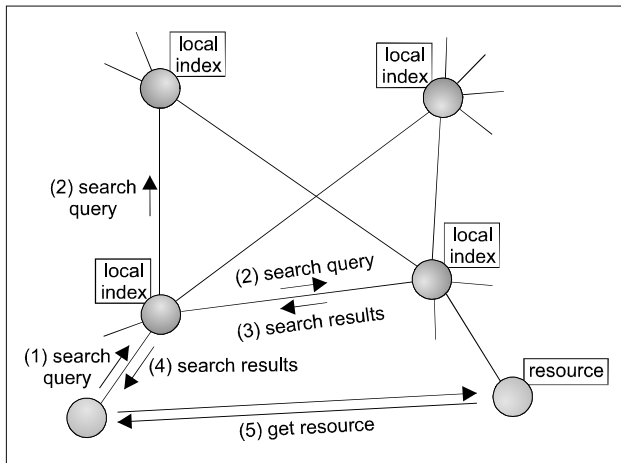 local
index
local
index
(2) search
query
local
index
local
index
(2) search query
(3) search results
(1) search
query
(4) search results
resource
(5) get resource